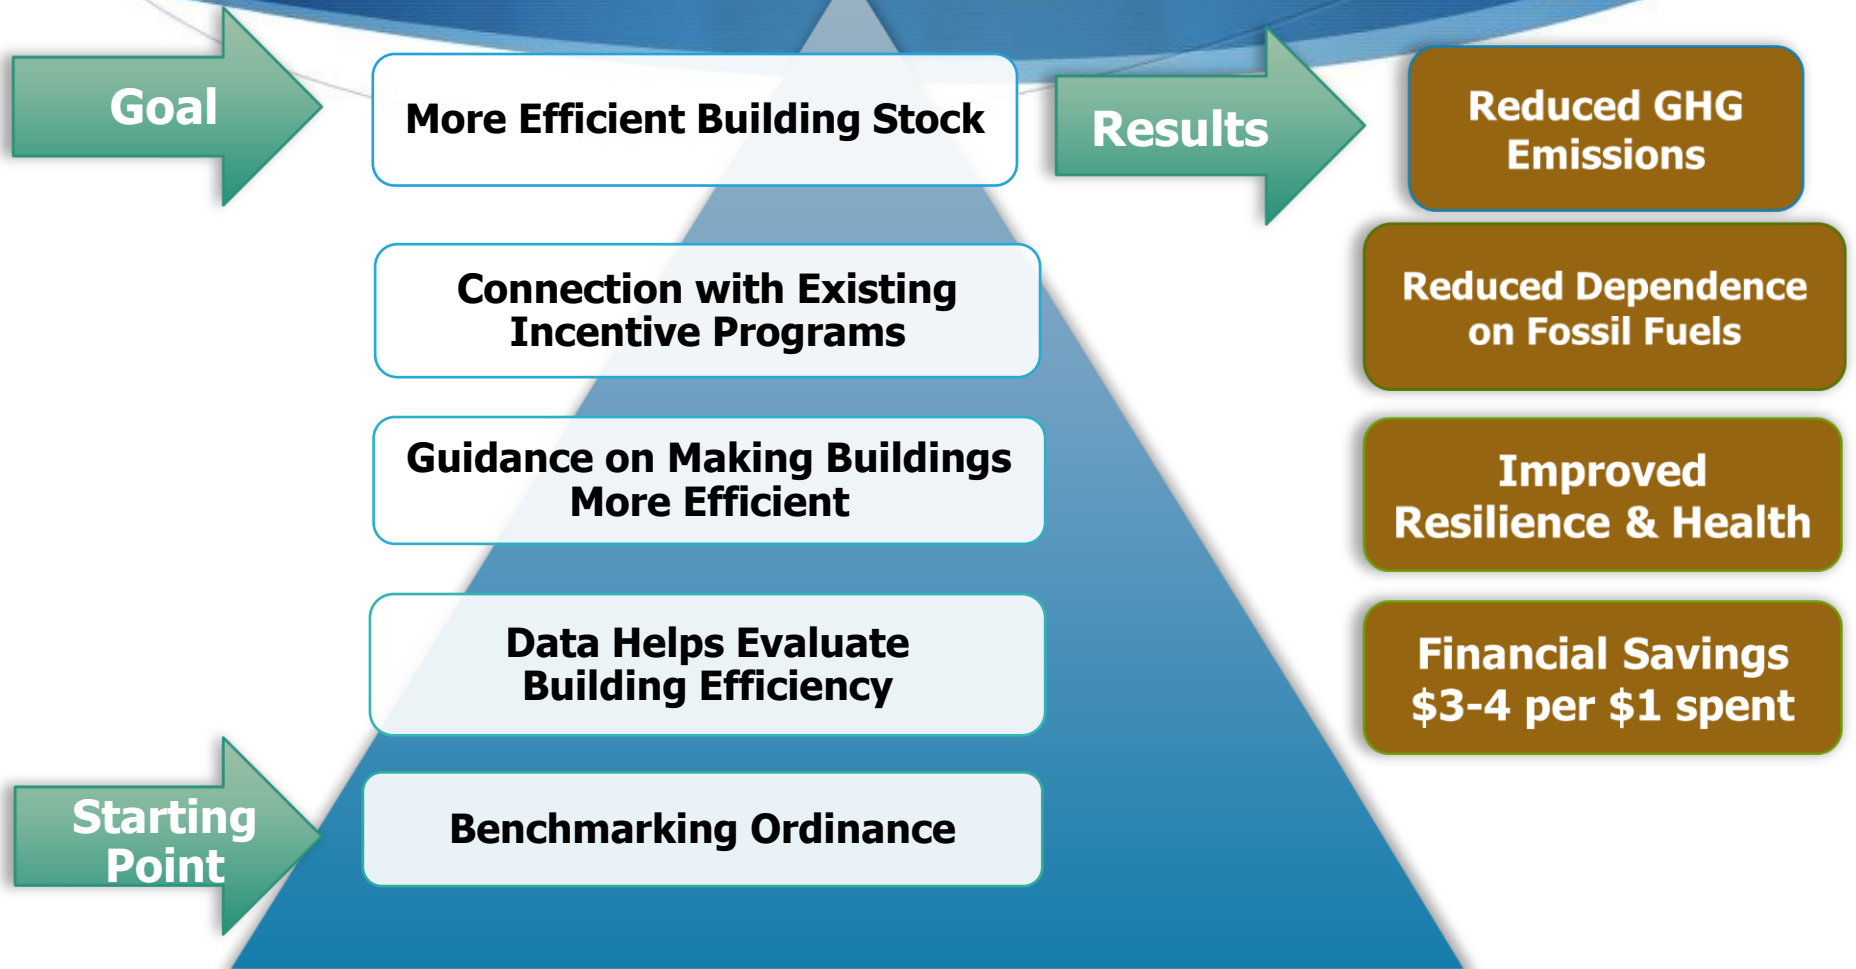 Goal
More Efficient Building Stock
Results
Reduced GHG
Emissions
Connection with Existing
Incentive Programs
Reduced Dependence
on Fossil Fuels
Guidance on Making Buildings
More Efficient
Improved
Resilience & Health
Data Helps Evaluate
Building Efficiency
Financial Savings
$3-4 per $1 spent
Starting
Point
Benchmarking Ordinance